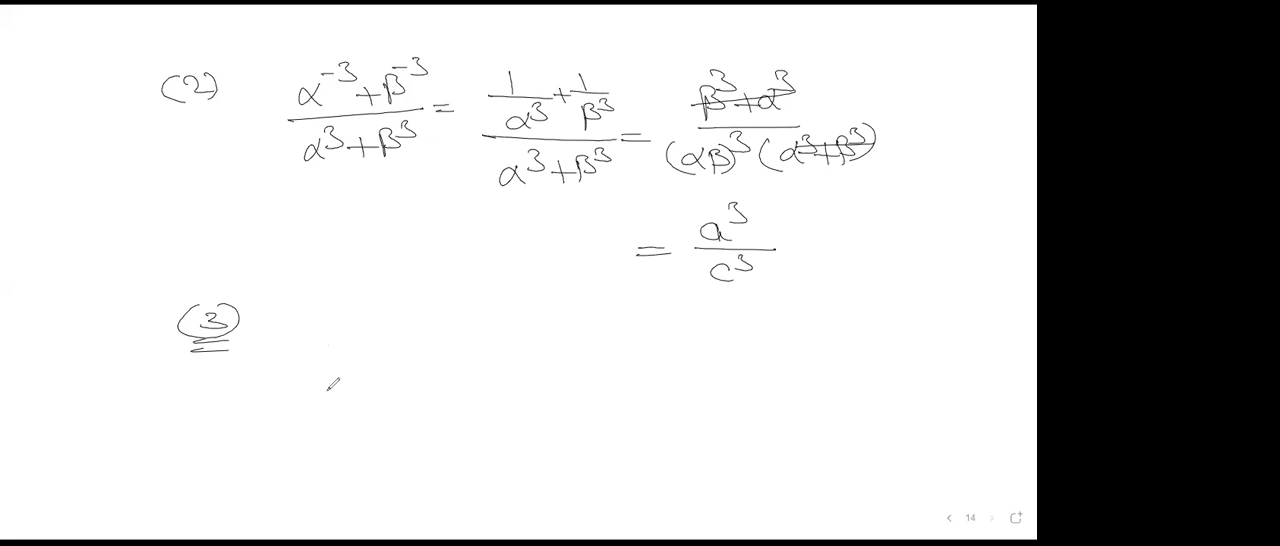 (2) (α⁻³+β⁻³)/(α³+β³) = (1/α³+1/β³)/(α³+β³) = (β³+α³)/((αβ)³(α³+β³))
= a³/c³
(3)
14